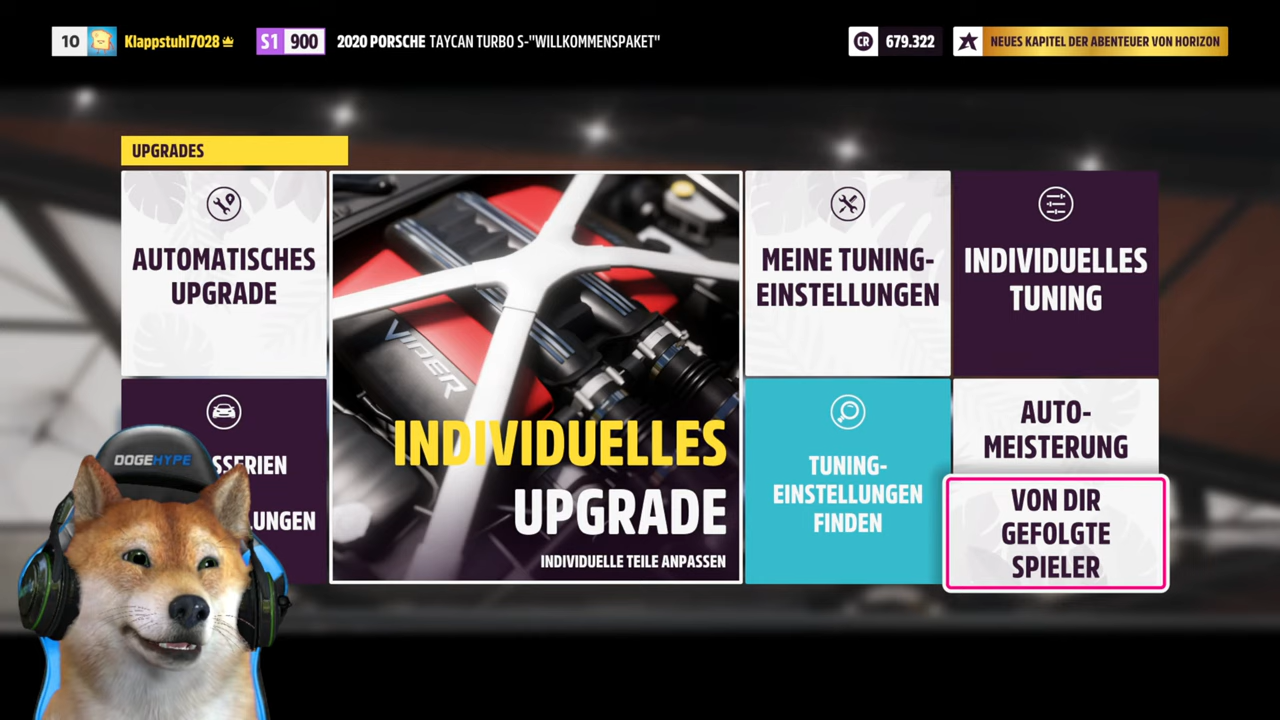 10 Klappstuhl7028 S1 900 2020 PORSCHE TAYCAN TURBO S-"WILLKOMMENSPAKET" CR 679.322 NEUES KAPITEL DER ABENTEUER VON HORIZON
UPGRADES
AUTOMATISCHES
UPGRADE
VIPER
INDIVIDUELLES
UPGRADE
INDIVIDUELLE TEILE ANPASSEN
MEINE TUNING-
EINSTELLUNGEN
INDIVIDUELLES
TUNING
DOGEHYPE
TUNING-
EINSTELLUNGEN
FINDEN
AUTO-
MEISTERUNG
VON DIR
GEFOLGTE
SPIELER